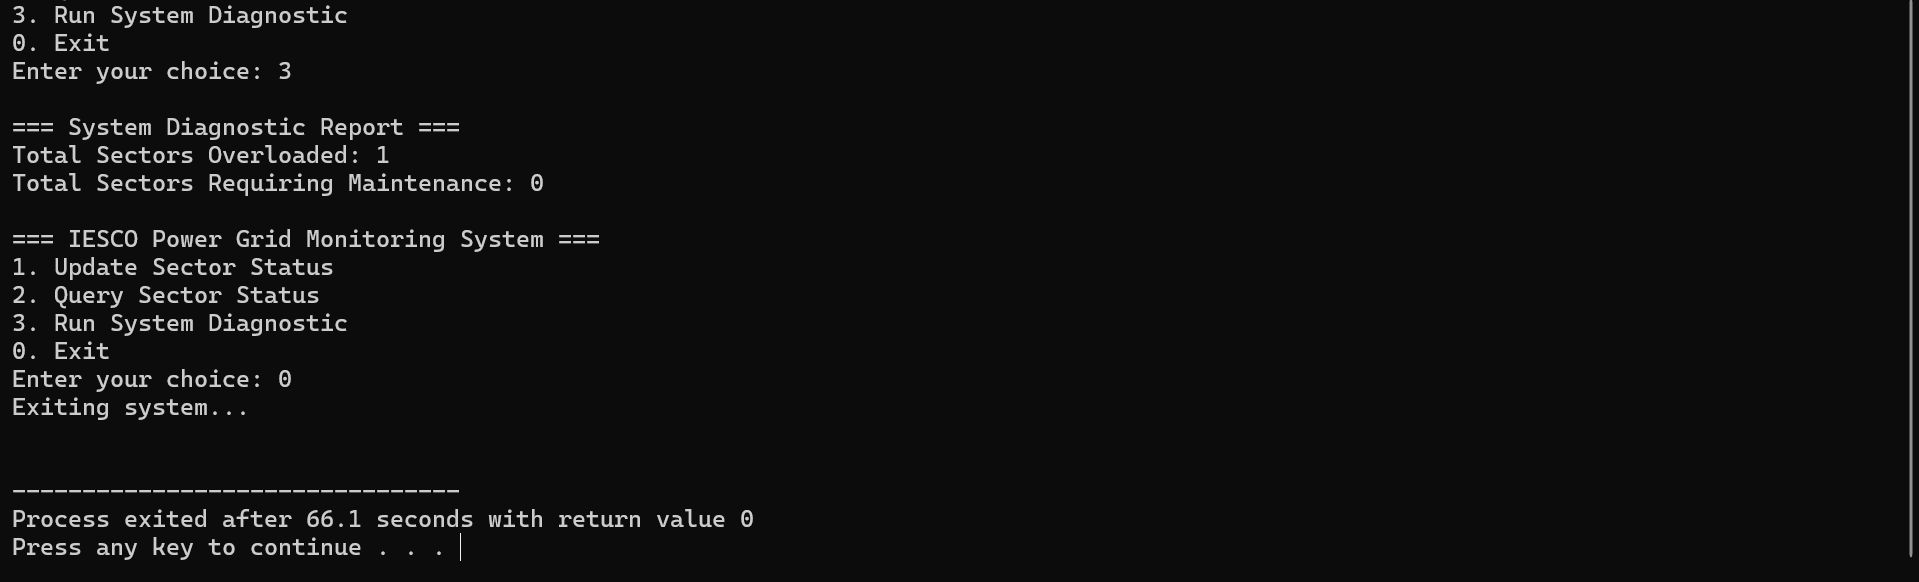 3. Run System Diagnostic
0. Exit
Enter your choice: 3
=== System Diagnostic Report ===
Total Sectors Overloaded: 1
Total Sectors Requiring Maintenance: 0
=== IESCO Power Grid Monitoring System ===
1. Update Sector Status
2. Query Sector Status
3. Run System Diagnostic
0. Exit
Enter your choice: 0
Exiting system...
--------------------------------
Process exited after 66.1 seconds with return value 0
Press any key to continue . . .